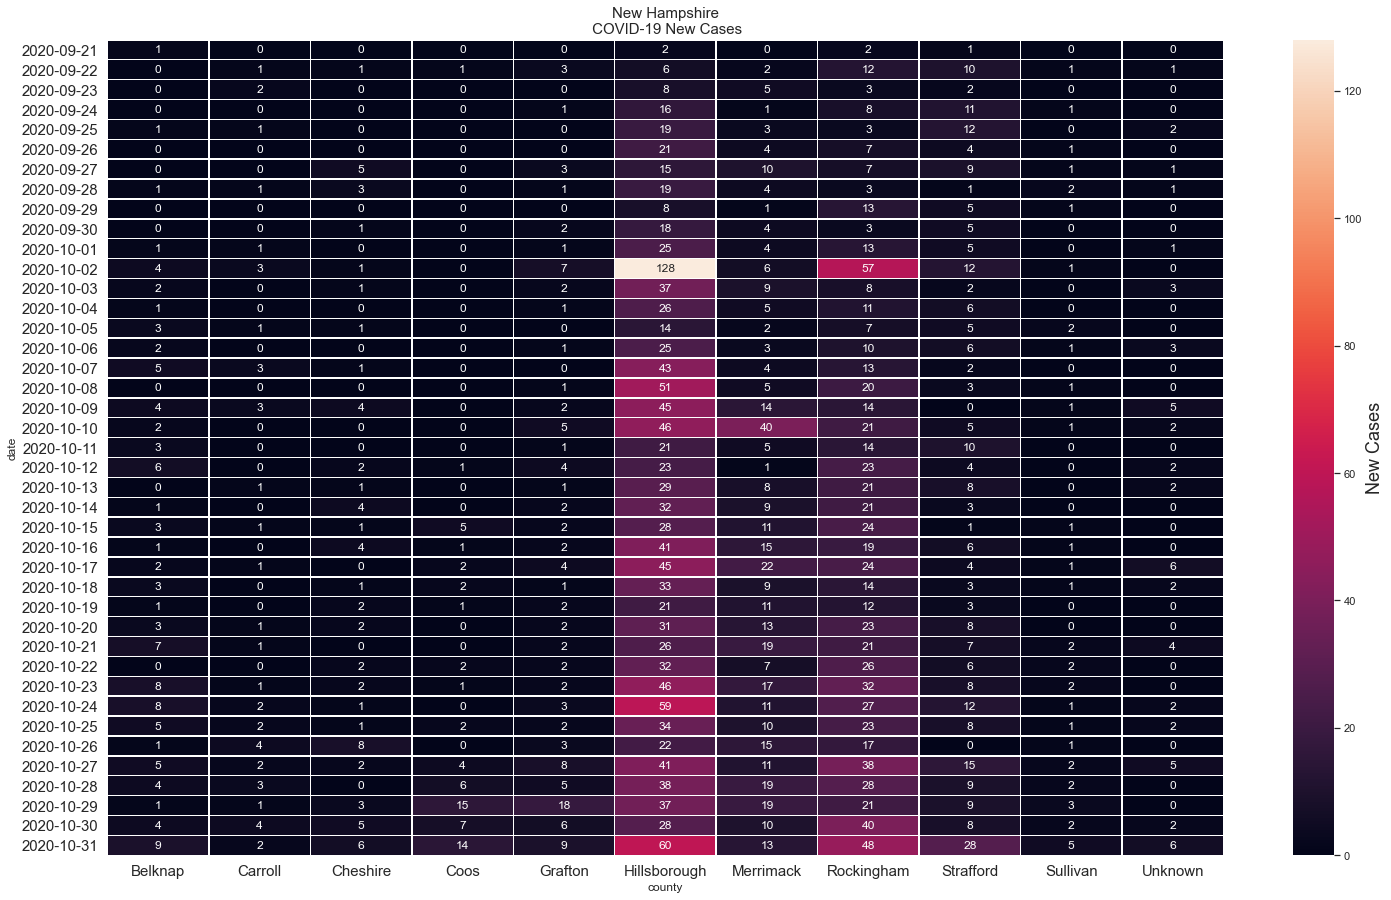 New Hampshire
COVID-19 New Cases
2020-09-21 1 0 0 0 0 2 0 2 1 0 0
2020-09-22 0 1 1 1 3 6 2 12 10 1 1
2020-09-23 0 2 0 0 0 8 5 3 2 0 0
2020-09-24 0 0 0 0 1 16 1 8 11 1 0
2020-09-25 1 1 0 0 0 19 3 3 12 0 2
2020-09-26 0 0 0 0 0 21 4 7 4 1 0
2020-09-27 0 0 5 0 3 15 10 7 9 1 1
2020-09-28 1 1 3 0 1 19 4 3 1 2 1
2020-09-29 0 0 0 0 0 8 1 13 5 1 0
2020-09-30 0 0 1 0 2 18 4 3 5 0 0
2020-10-01 1 1 0 0 1 25 4 13 5 0 1
2020-10-02 4 3 1 0 7 128 6 57 12 1 0
2020-10-03 2 0 1 0 2 37 9 8 2 0 3
2020-10-04 1 0 0 0 1 26 5 11 6 0 0
2020-10-05 3 1 1 0 0 14 2 7 5 2 0
2020-10-06 2 0 0 0 1 25 3 10 6 1 3
2020-10-07 5 3 1 0 0 43 4 13 2 0 0
2020-10-08 0 0 0 0 1 51 5 20 3 1 0
2020-10-09 4 3 4 0 2 45 14 14 0 1 5
2020-10-10 2 0 0 0 5 46 40 21 5 1 2
2020-10-11 3 0 0 0 1 21 5 14 10 0 0
2020-10-12 6 0 2 1 4 23 1 23 4 0 2
2020-10-13 0 1 1 0 1 29 8 21 8 0 2
2020-10-14 1 0 4 0 2 32 9 21 3 0 0
2020-10-15 3 1 1 5 2 28 11 24 1 1 0
2020-10-16 1 0 4 1 2 41 15 19 6 1 0
2020-10-17 2 1 0 2 4 45 22 24 4 1 6
2020-10-18 3 0 1 2 1 33 9 14 3 1 2
2020-10-19 1 0 2 1 2 21 11 12 3 0 0
2020-10-20 3 1 2 0 2 31 13 23 8 0 0
2020-10-21 7 1 0 0 2 26 19 21 7 2 4
2020-10-22 0 0 2 2 2 32 7 26 6 2 0
2020-10-23 8 1 2 1 2 46 17 32 8 2 0
2020-10-24 8 2 1 0 3 59 11 27 12 1 2
2020-10-25 5 2 1 2 2 34 10 23 8 1 2
2020-10-26 1 4 8 0 3 22 15 17 0 1 0
2020-10-27 5 2 2 4 8 41 11 38 15 2 5
2020-10-28 4 3 0 6 5 38 19 28 9 2 0
2020-10-29 1 1 3 15 18 37 19 21 9 3 0
2020-10-30 4 4 5 7 6 28 10 40 8 2 2
2020-10-31 9 2 6 14 9 60 13 48 28 5 6
Belknap Carroll Cheshire Coos Grafton Hillsborough Merrimack Rockingham Strafford Sullivan Unknown
county
date
120
100
80
60
40
20
0
New Cases